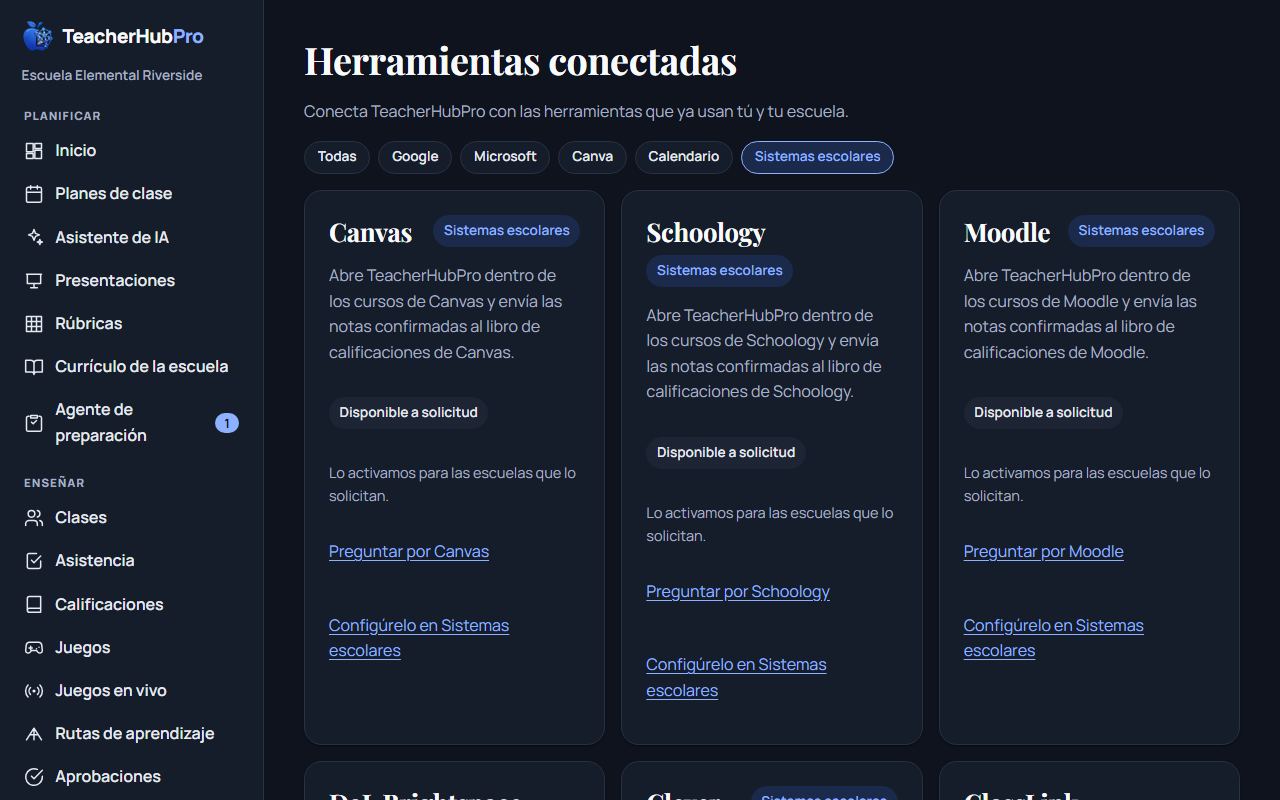 TeacherHubPro
Escuela Elemental Riverside
PLANIFICAR
Inicio
Planes de clase
Asistente de IA
Presentaciones
Rúbricas
Currículo de la escuela
Agente de
preparación
1
ENSEÑAR
Clases
Asistencia
Calificaciones
Juegos
Juegos en vivo
Rutas de aprendizaje
Aprobaciones
Herramientas conectadas
Conecta TeacherHubPro con las herramientas que ya usan tú y tu escuela.
Todas
Google
Microsoft
Canva
Calendario
Sistemas escolares
Canvas
Sistemas escolares
Abre TeacherHubPro dentro de
los cursos de Canvas y envía las
notas confirmadas al libro de
calificaciones de Canvas.
Disponible a solicitud
Lo activamos para las escuelas que lo
solicitan.
Preguntar por Canvas
Configúrelo en Sistemas
escolares
Schoology
Sistemas escolares
Abre TeacherHubPro dentro de
los cursos de Schoology y envía
las notas confirmadas al libro de
calificaciones de Schoology.
Disponible a solicitud
Lo activamos para las escuelas que lo
solicitan.
Preguntar por Schoology
Configúrelo en Sistemas
escolares
Moodle
Sistemas escolares
Abre TeacherHubPro dentro de
los cursos de Moodle y envía las
notas confirmadas al libro de
calificaciones de Moodle.
Disponible a solicitud
Lo activamos para las escuelas que lo
solicitan.
Preguntar por Moodle
Configúrelo en Sistemas
escolares
D2L Brightspace
Clever
Sistemas escolares
ClassLink